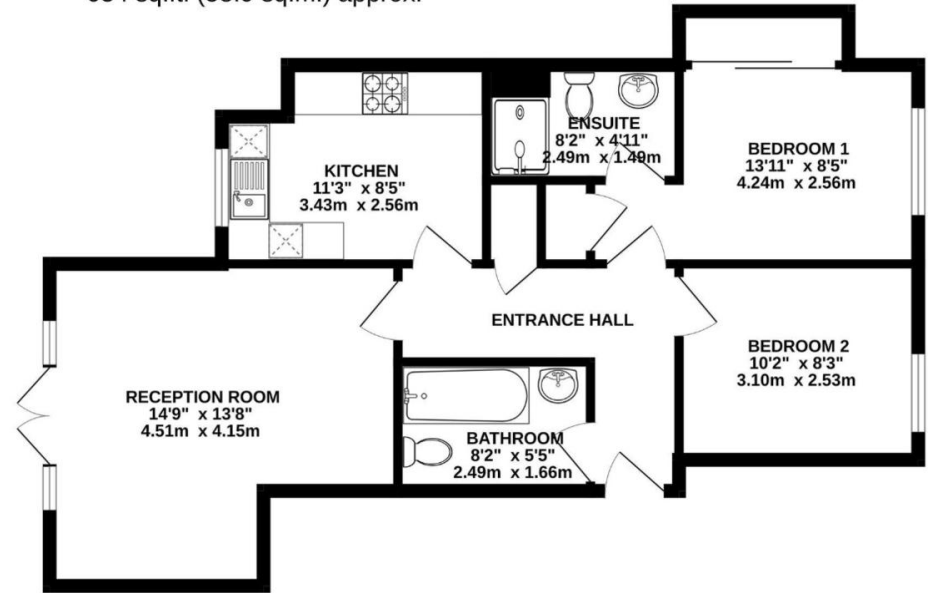 KITCHEN
11'3" x 8'5"
3.43m x 2.56m
ENSUITE
8'2" x 4'11"
2.49m x 1.49m
BEDROOM 1
13'11" x 8'5"
4.24m x 2.56m
ENTRANCE HALL
BEDROOM 2
10'2" x 8'3"
3.10m x 2.53m
RECEPTION ROOM
14'9" x 13'8"
4.51m x 4.15m
BATHROOM
8'2" x 5'5"
2.49m x 1.66m